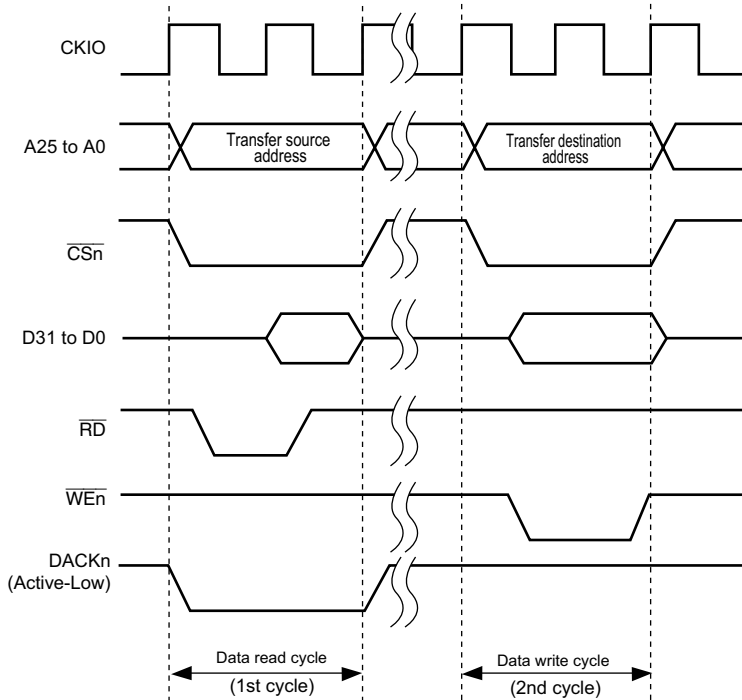 CKIO
A25 to A0
Transfer source
address
Transfer destination
address
CSn
D31 to D0
RD
WEn
DACKn
(Active-Low)
Data read cycle
(1st cycle)
Data write cycle
(2nd cycle)